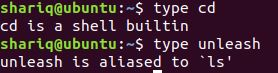 shariq@ubuntu:~$ type cd
cd is a shell builtin
shariq@ubuntu:~$ type unleash
unleash is aliased to `ls'